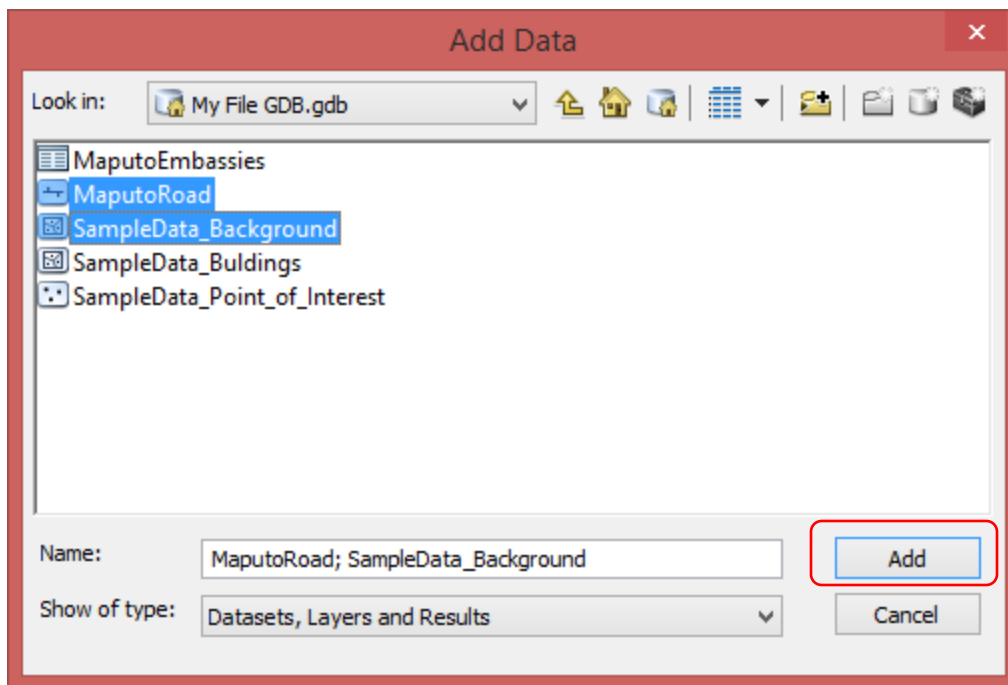 Add Data
Look in: My File GDB.gdb
MaputoEmbassies
MaputoRoad
SampleData_Background
SampleData_Buldings
SampleData_Point_of_Interest
Name: MaputoRoad; SampleData_Background Add
Show of type: Datasets, Layers and Results Cancel